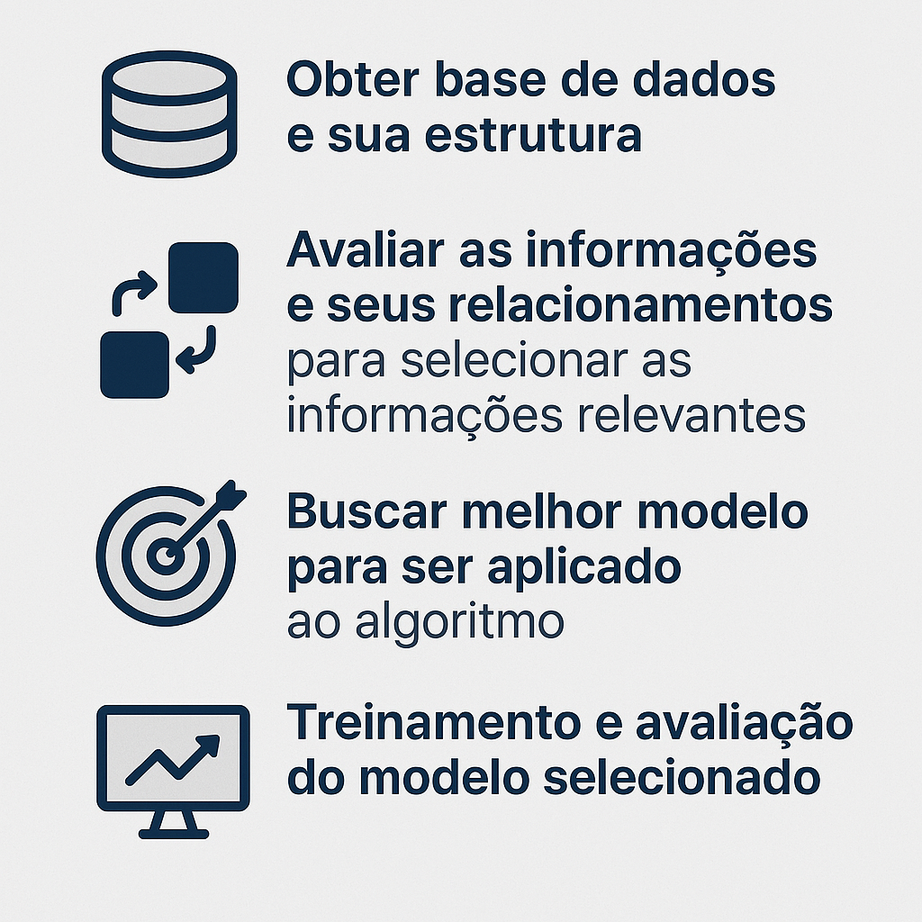 Obter base de dados
e sua estrutura
Avaliar as informações
e seus relacionamentos
para selecionar as
informações relevantes
Buscar melhor modelo
para ser aplicado
ao algoritmo
Treinamento e avaliação
do modelo selecionado